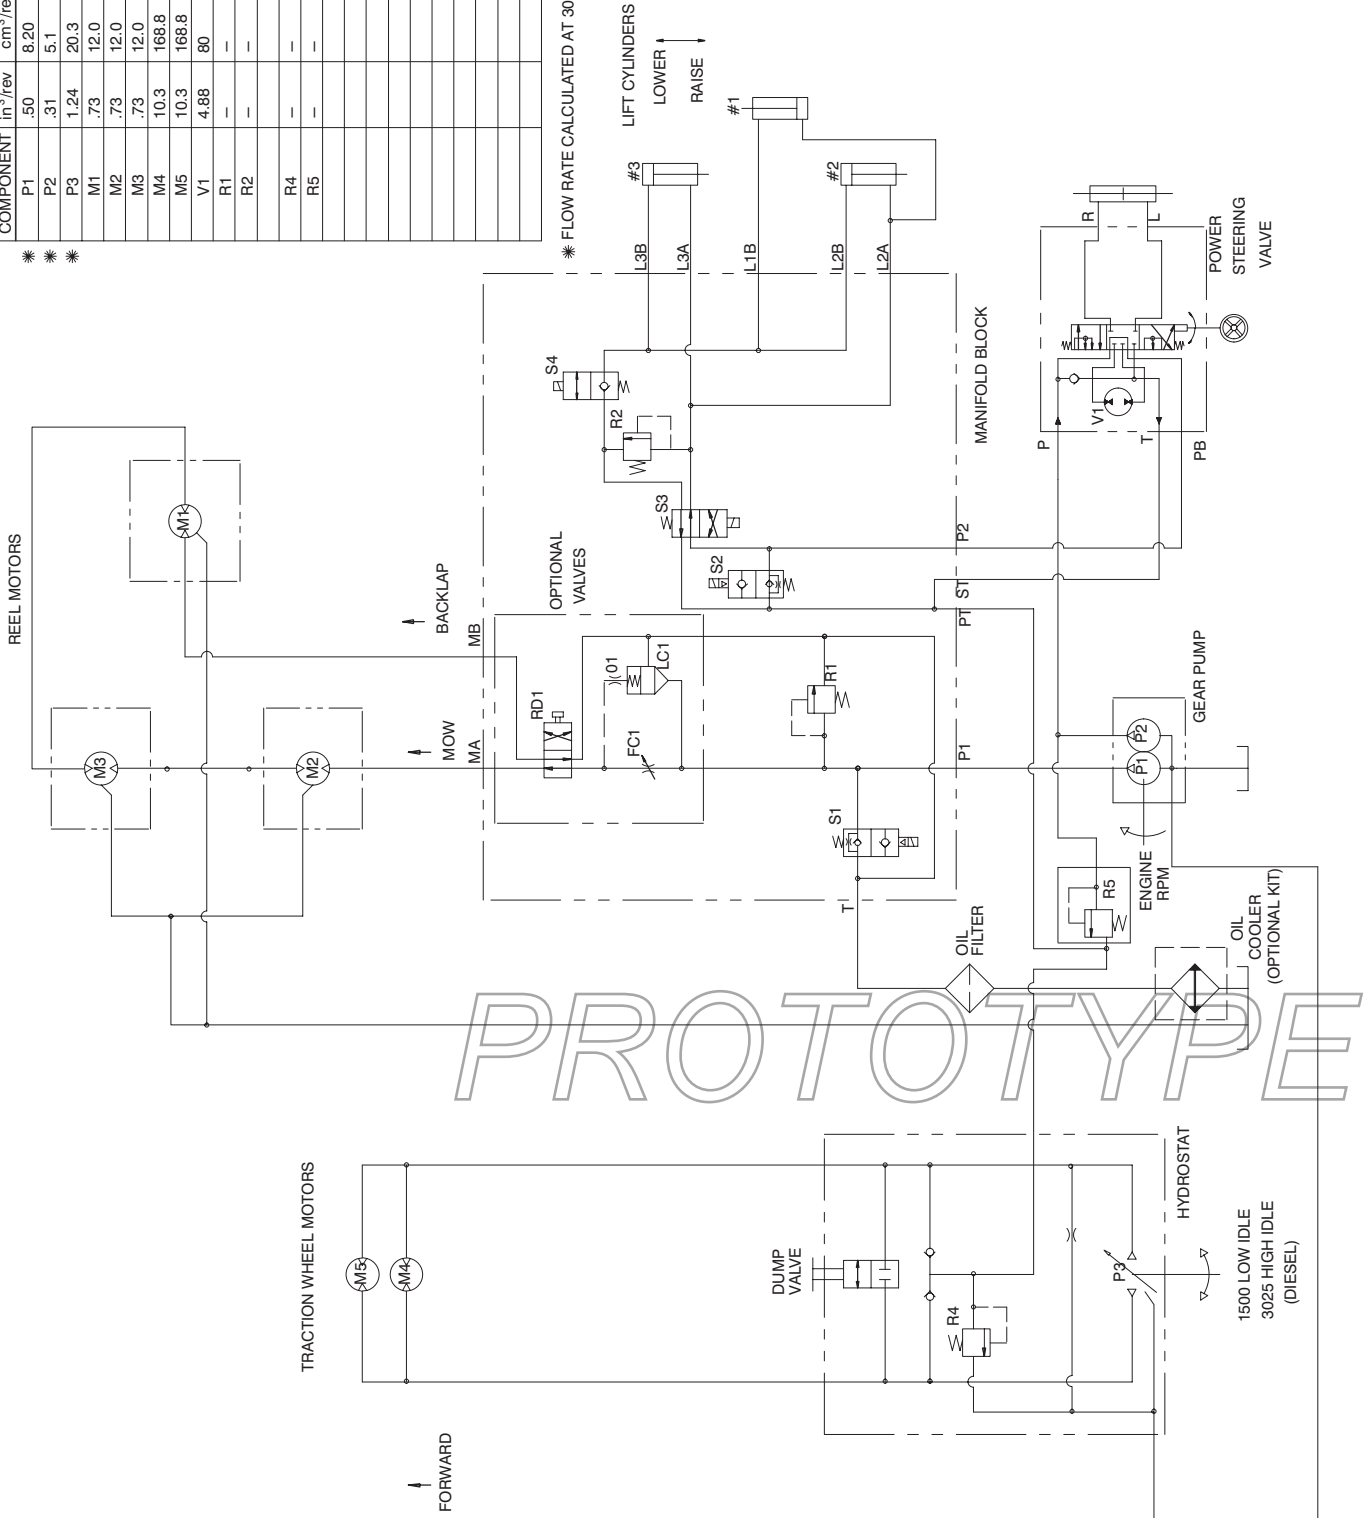 COMPONENT in³/rev
P1 .50 8.20
P2 .31 5.1
P3 1.24 20.3
M1 .73 12.0
M2 .73 12.0
M3 .73 12.0
M4 10.3 168.8
M5 10.3 168.8
V1 4.88 80
R1 – –
R2 – –
R4 – –
R5 – –
✳
✳
✳
✳ FLOW RATE CALCULATED AT 30
LIFT CYLINDERS
LOWER
RAISE
#1
#3
#2
L3B
L3A
L1B
L2B
L2A
R
L
POWER
STEERING
VALVE
V1
P
T
PB
MANIFOLD BLOCK
S4
R2
S3
S2
P2
ST
PT
OPTIONAL
VALVES
RD1
01
LC1
FC1
R1
P1
S1
T
REEL MOTORS
M1
M3
M2
BACKLAP
MB
MOW
MA
GEAR PUMP
P2
P1
ENGINE
RPM
R5
OIL
FILTER
OIL
COOLER
(OPTIONAL KIT)
PROTOTYPE
TRACTION WHEEL MOTORS
M5
M4
DUMP
VALVE
R4
P3
HYDROSTAT
1500 LOW IDLE
3025 HIGH IDLE
(DIESEL)
FORWARD